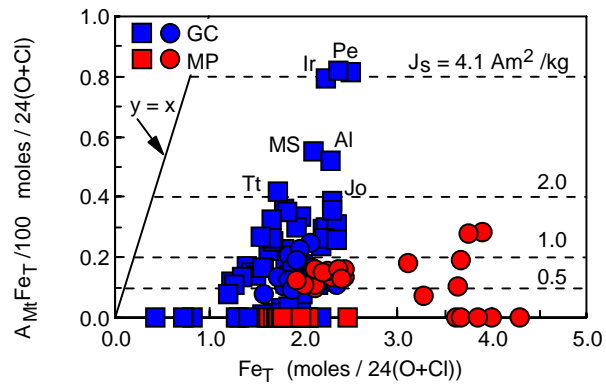 1.0
GC
MP
Ir
Pe
Js = 4.1 Am² /kg
0.8
y = x
0.6
MS
Al
Tt
Jo
2.0
0.4
1.0
0.2
0.5
0.0
0.0 1.0 2.0 3.0 4.0 5.0
FeT (moles / 24(O+Cl))
AMtFeT /100 moles / 24(O+Cl)